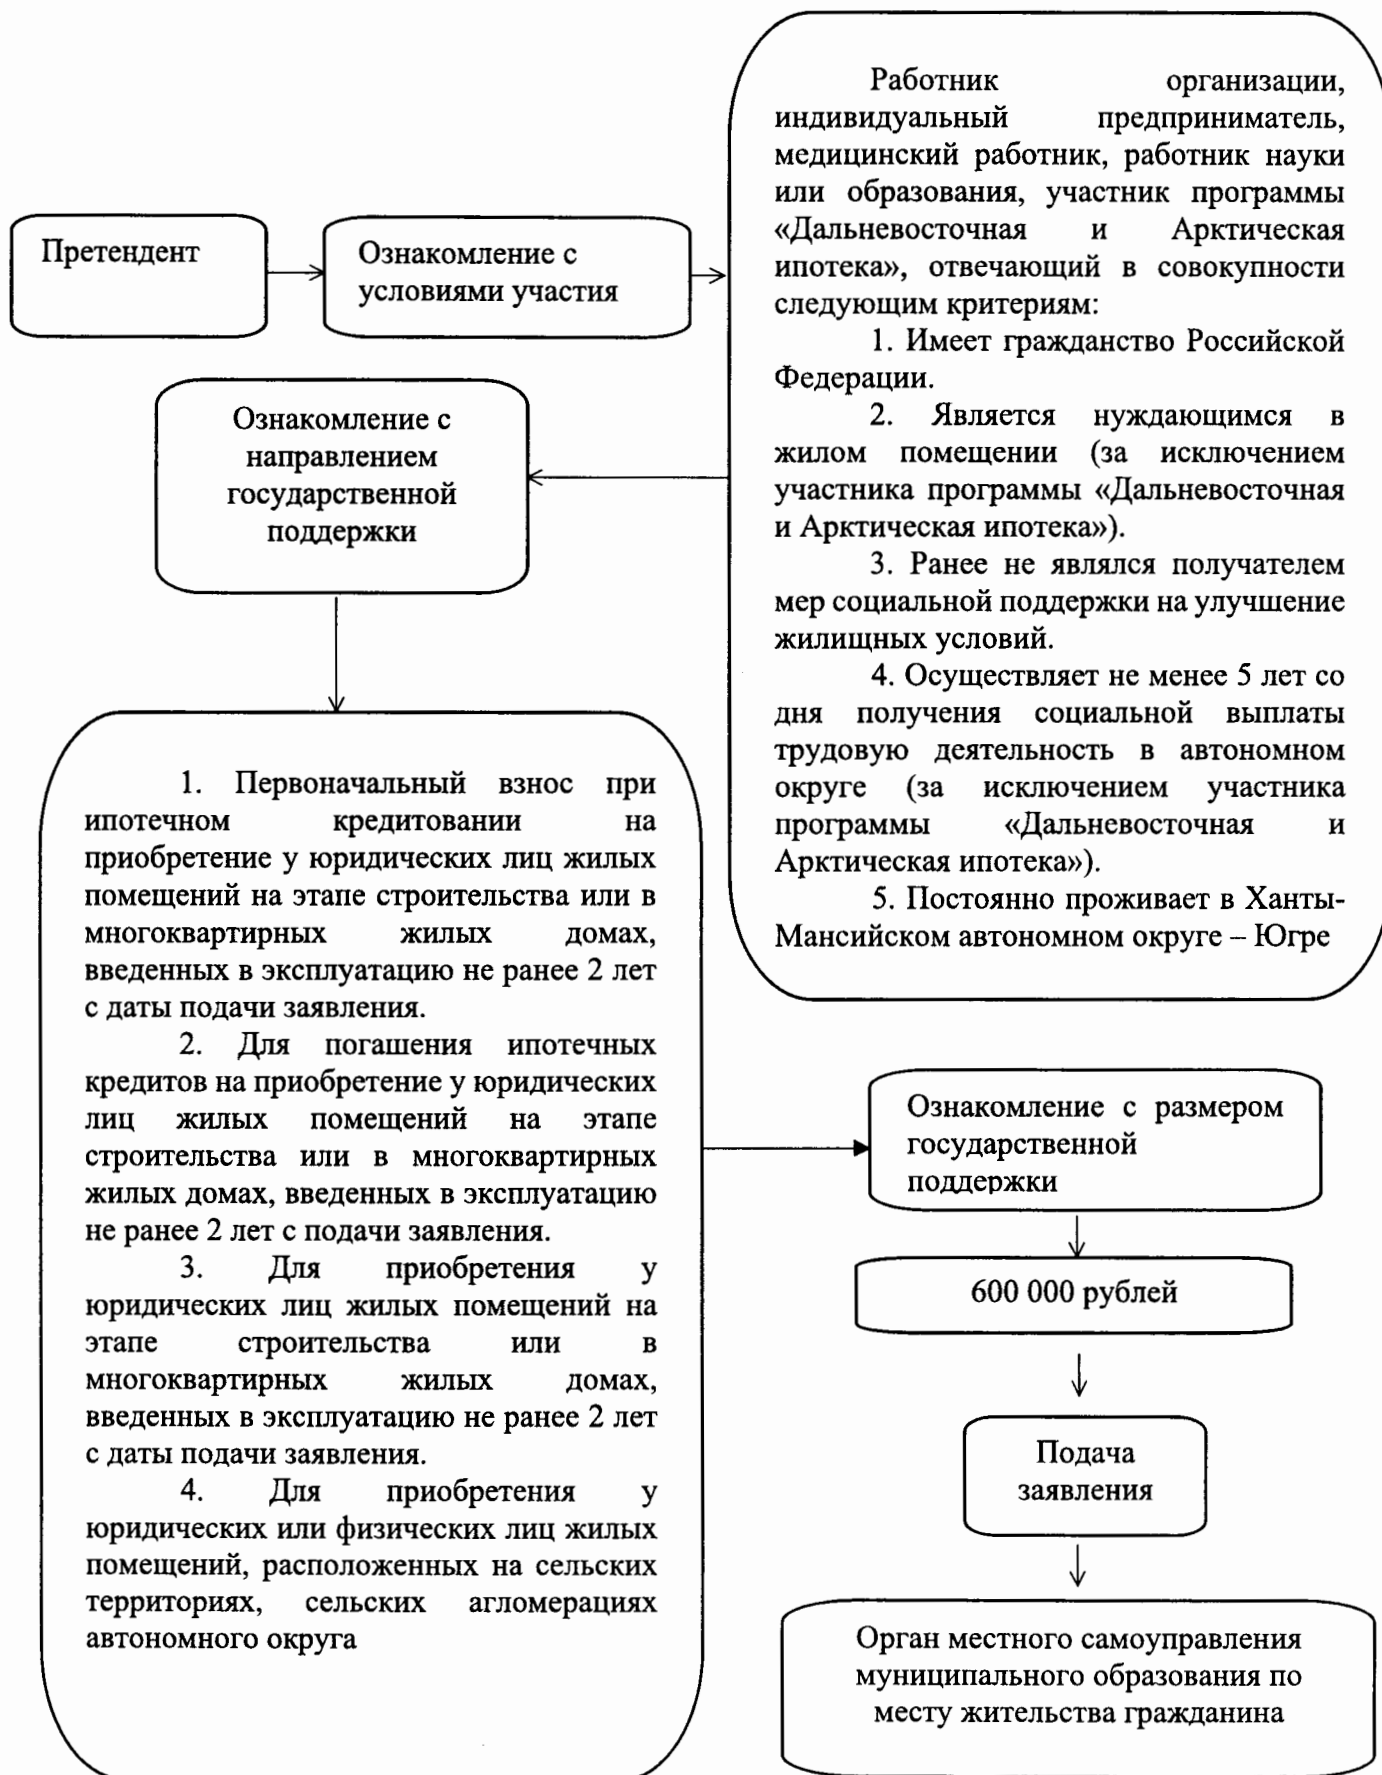 Претендент
Ознакомление с
условиями участия
Работник организации,
индивидуальный предприниматель,
медицинский работник, работник науки
или образования, участник программы
«Дальневосточная и Арктическая
ипотека», отвечающий в совокупности
следующим критериям:
1. Имеет гражданство Российской
Федерации.
2. Является нуждающимся в
жилом помещении (за исключением
участника программы «Дальневосточная
и Арктическая ипотека»).
3. Ранее не являлся получателем
мер социальной поддержки на улучшение
жилищных условий.
4. Осуществляет не менее 5 лет со
дня получения социальной выплаты
трудовую деятельность в автономном
округе (за исключением участника
программы «Дальневосточная и
Арктическая ипотека»).
5. Постоянно проживает в Ханты-
Мансийском автономном округе – Югре
Ознакомление с
направлением
государственной
поддержки
1. Первоначальный взнос при
ипотечном кредитовании на
приобретение у юридических лиц жилых
помещений на этапе строительства или в
многоквартирных жилых домах,
введенных в эксплуатацию не ранее 2 лет
с даты подачи заявления.
2. Для погашения ипотечных
кредитов на приобретение у юридических
лиц жилых помещений на этапе
строительства или в многоквартирных
жилых домах, введенных в эксплуатацию
не ранее 2 лет с подачи заявления.
3. Для приобретения у
юридических лиц жилых помещений на
этапе строительства или в
многоквартирных жилых домах,
введенных в эксплуатацию не ранее 2 лет
с даты подачи заявления.
4. Для приобретения у
юридических или физических лиц жилых
помещений, расположенных на сельских
территориях, сельских агломерациях
автономного округа
Ознакомление с размером
государственной
поддержки
600 000 рублей
Подача
заявления
Орган местного самоуправления
муниципального образования по
месту жительства гражданина